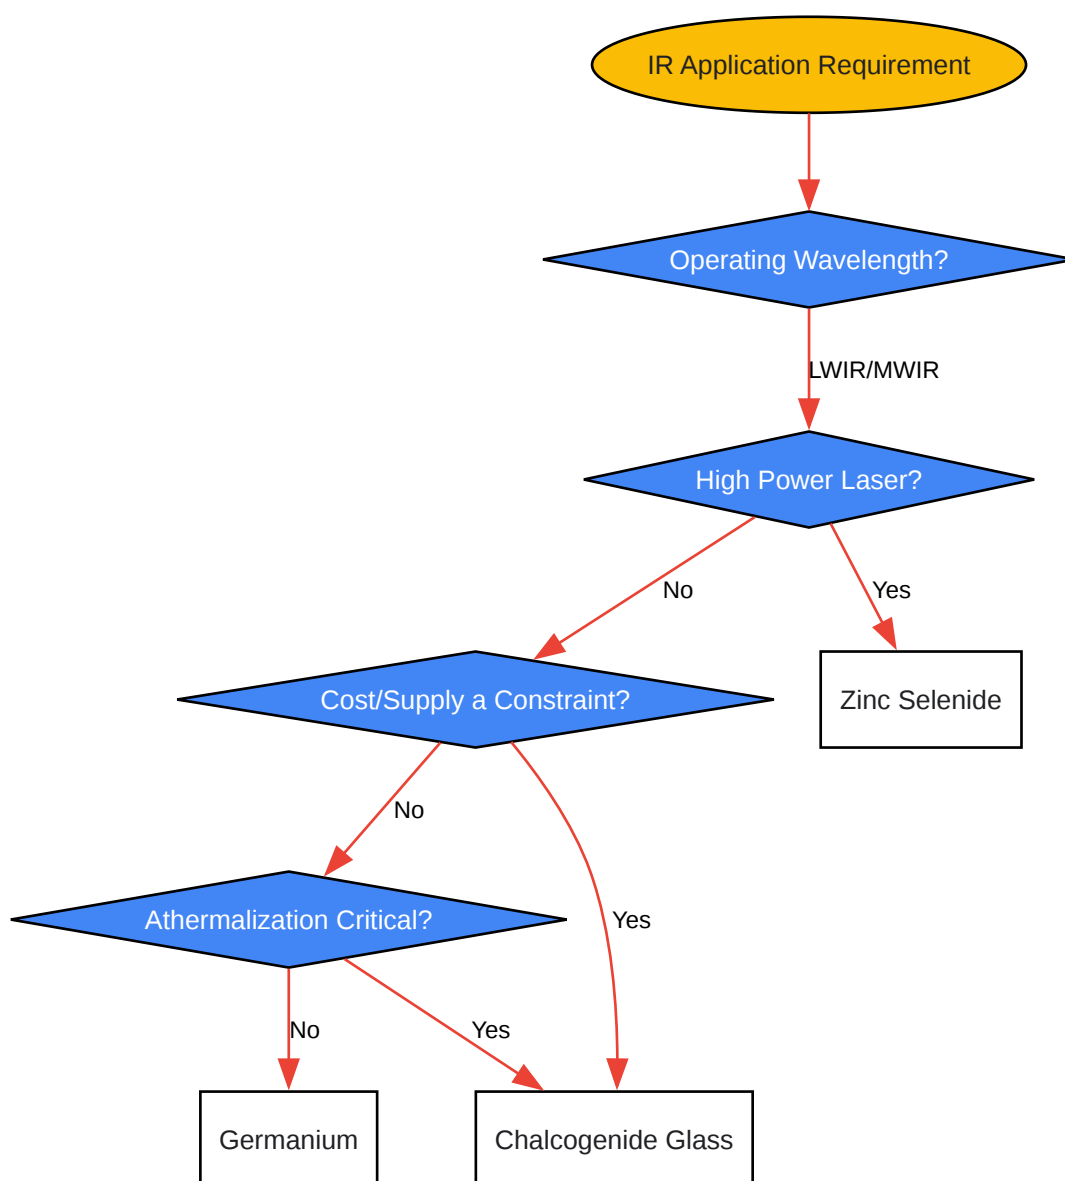 IR Application Requirement
Operating Wavelength?
LWIR/MWIR
High Power Laser?
No
Yes
Cost/Supply a Constraint?
Zinc Selenide
No
Athermalization Critical?
Yes
No
Yes
Germanium
Chalcogenide Glass